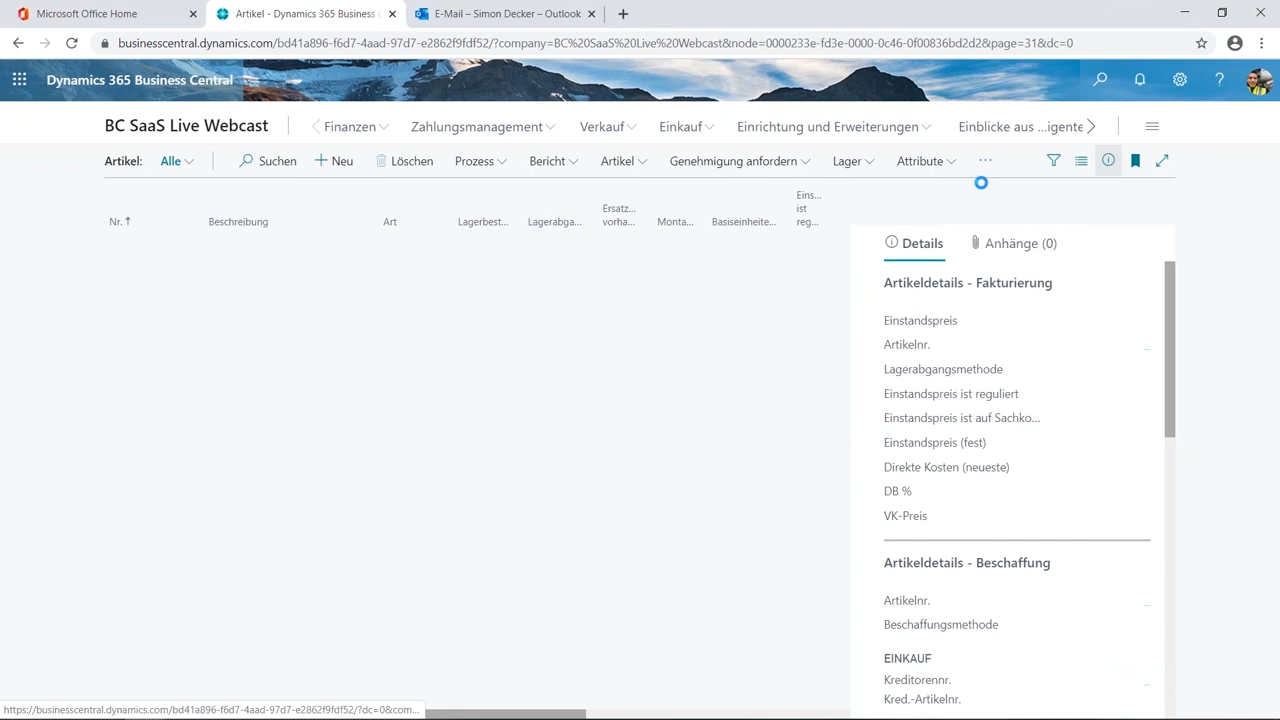 Microsoft Office Home
Artikel - Dynamics 365 Business
E-Mail – Simon Decker – Outlook
businesscentral.dynamics.com/bd41a896-f6d7-4aad-97d7-e2862f9fdf52/?company=BC%20SaaS%20Live%20Webcast&node=0000233e-fd3e-0000-0c46-0f00836bd2d2&page=31&dc=0
Dynamics 365 Business Central
BC SaaS Live Webcast
Finanzen
Zahlungsmanagement
Verkauf
Einkauf
Einrichtung und Erweiterungen
Einblicke aus ...igente
Artikel:
Alle
Suchen
Neu
Löschen
Prozess
Bericht
Artikel
Genehmigung anfordern
Lager
Attribute
...
Nr. ↑
Beschreibung
Art
Lagerbest...
Lagerabga...
Ersatz...
vorha...
Monta...
Basiseinheite...
Eins...
ist
reg...
Details
Anhänge (0)
Artikeldetails - Fakturierung
Einstandspreis
Artikelnr.
Lagerabgangsmethode
Einstandspreis ist reguliert
Einstandspreis ist auf Sachko...
Einstandspreis (fest)
Direkte Kosten (neueste)
DB %
VK-Preis
Artikeldetails - Beschaffung
Artikelnr.
Beschaffungsmethode
EINKAUF
Kreditorennr.
Kred.-Artikelnr.
https://businesscentral.dynamics.com/bd41a896-f6d7-4aad-97d7-e2862f9fdf52/?dc=0&com...